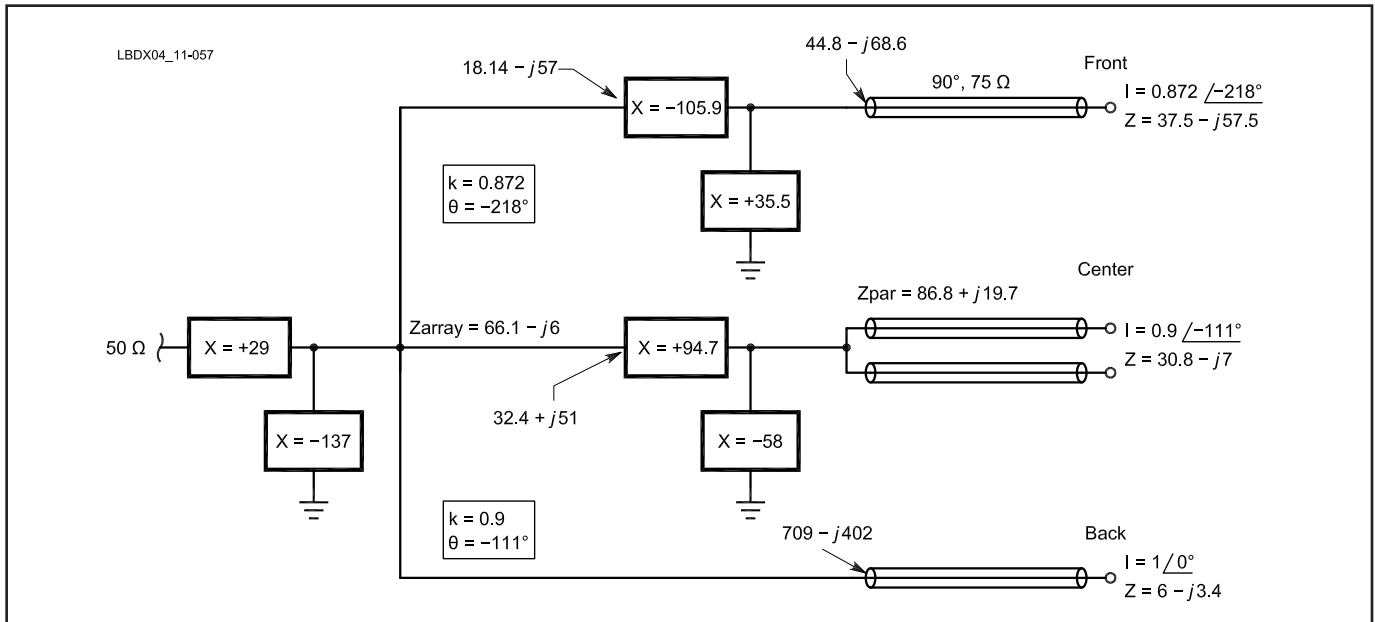 LBDX04_11-057
44.8 − j68.6
18.14 − j57
90°, 75 Ω
Front
X = −105.9
I = 0.872 /−218°
Z = 37.5 − j57.5
k = 0.872
θ = −218°
X = +35.5
Center
Zpar = 86.8 + j19.7
50 Ω
X = +29
Zarray = 66.1 − j6
X = +94.7
I = 0.9 /−111°
Z = 30.8 − j7
32.4 + j51
X = −137
X = −58
k = 0.9
θ = −111°
709 − j402
Back
I = 1/0°
Z = 6 − j3.4